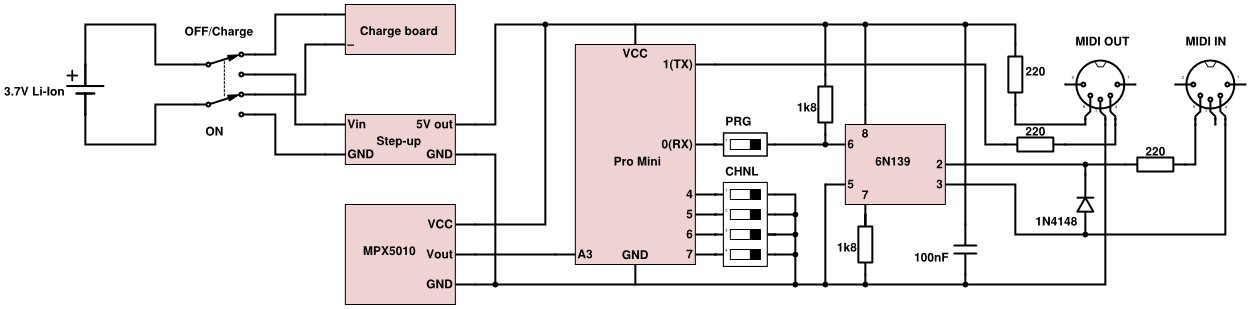 OFF/Charge
Charge board
–
+
3.7V Li-Ion
ON
Vin
5V out
Step-up
GND
GND
MPX5010
VCC
Vout
GND
VCC
1(TX)
0(RX)
Pro Mini
4
5
6
7
A3
GND
PRG
CHNL
1k8
8
6
6N139
2
5
3
7
1k8
100nF
220
220
220
1N4148
MIDI OUT
MIDI IN